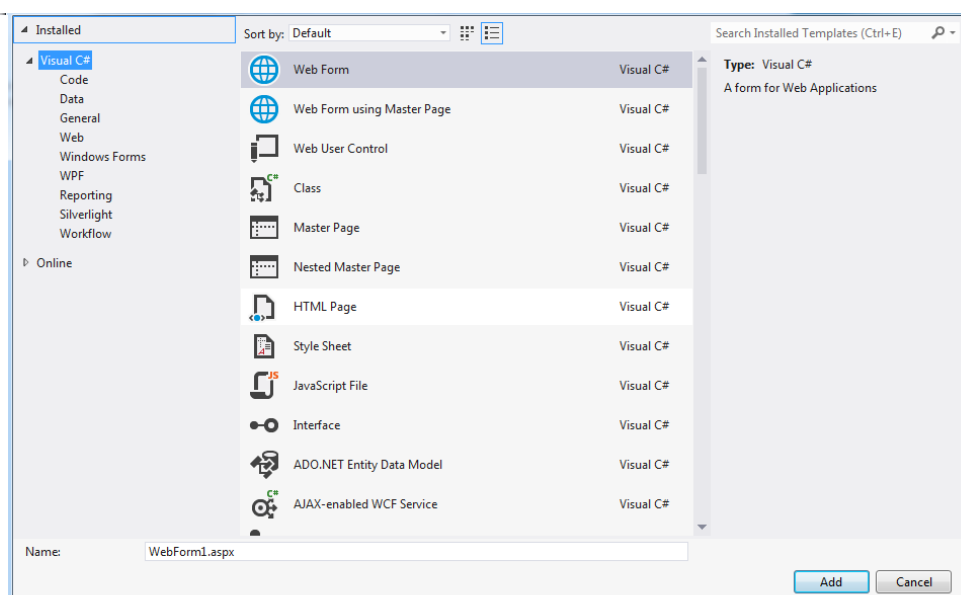 Installed
Sort by: Default
Search Installed Templates (Ctrl+E)
Visual C#
Code
Data
General
Web
Windows Forms
WPF
Reporting
Silverlight
Workflow
Online
Web Form Visual C#
Web Form using Master Page Visual C#
Web User Control Visual C#
C#
Class Visual C#
Master Page Visual C#
Nested Master Page Visual C#
HTML Page Visual C#
Style Sheet Visual C#
JS
JavaScript File Visual C#
Interface Visual C#
ADO.NET Entity Data Model Visual C#
C#
AJAX-enabled WCF Service Visual C#
Type: Visual C#
A form for Web Applications
Name: WebForm1.aspx
Add Cancel